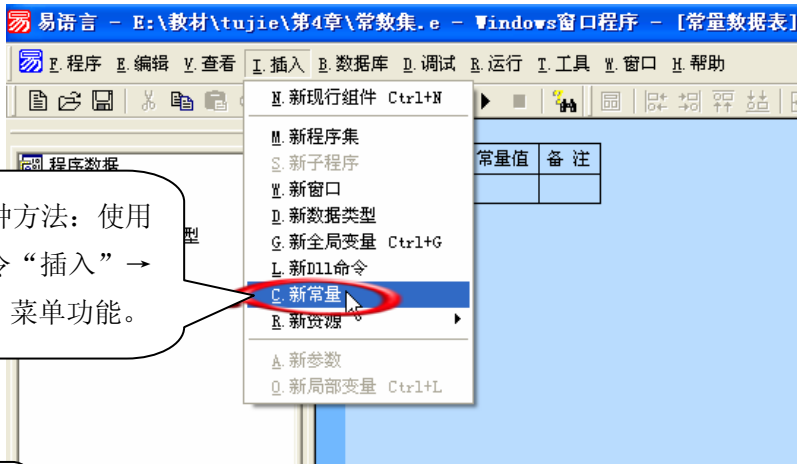 易语言 - E:\教材\tujie\第4章\常数集.e - Windows窗口程序 - [常量数据表]
F.程序 E.编辑 V.查看 I.插入 B.数据库 D.调试 R.运行 T.工具 W.窗口 H.帮助
N.新现行组件 Ctrl+N
M.新程序集
S.新子程序
W.新窗口
D.新数据类型
G.新全局变量 Ctrl+G
L.新Dll命令
C.新常量
R.新资源
A.新参数
O.新局部变量 Ctrl+L
程序数据
型
常量值 备 注
种方法：使用
令“插入”→
菜单功能。